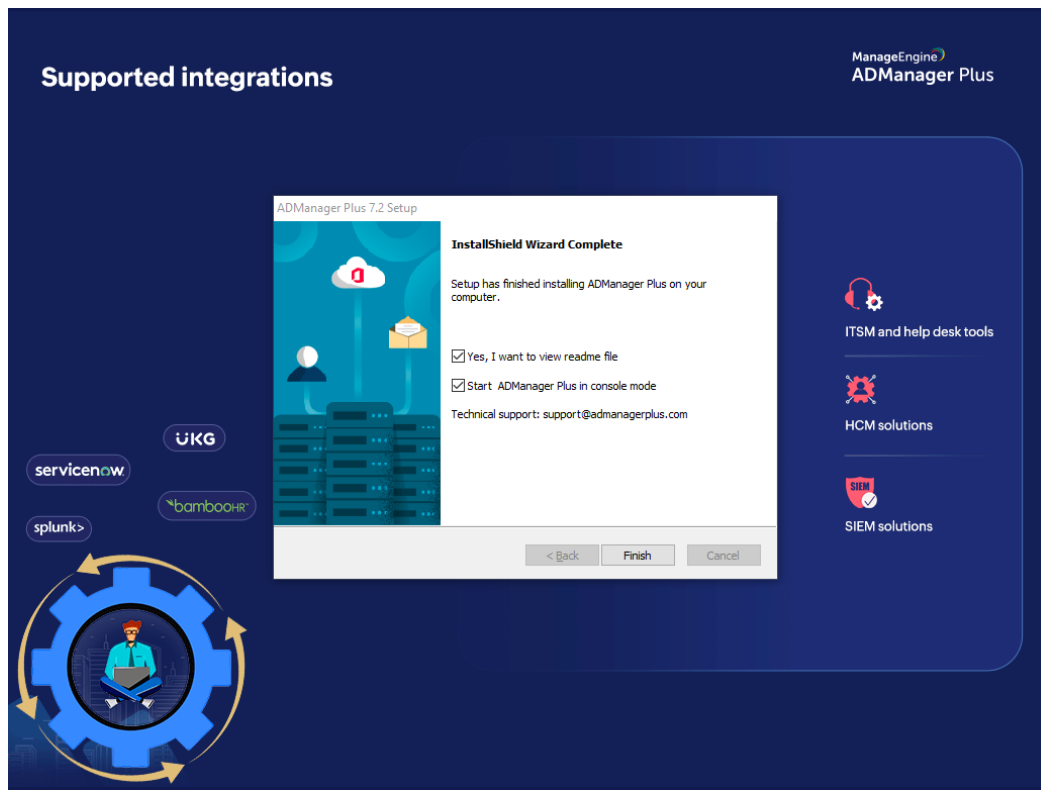 Supported integrations
ManageEngine
ADManager Plus
ADManager Plus 7.2 Setup
InstallShield Wizard Complete
Setup has finished installing ADManager Plus on your
computer.
Yes, I want to view readme file
Start ADManager Plus in console mode
Technical support: support@admanagerplus.com
< Back
Finish
Cancel
UKG
servicenow
bambooHR
splunk>
ITSM and help desk tools
HCM solutions
SIEM
SIEM solutions